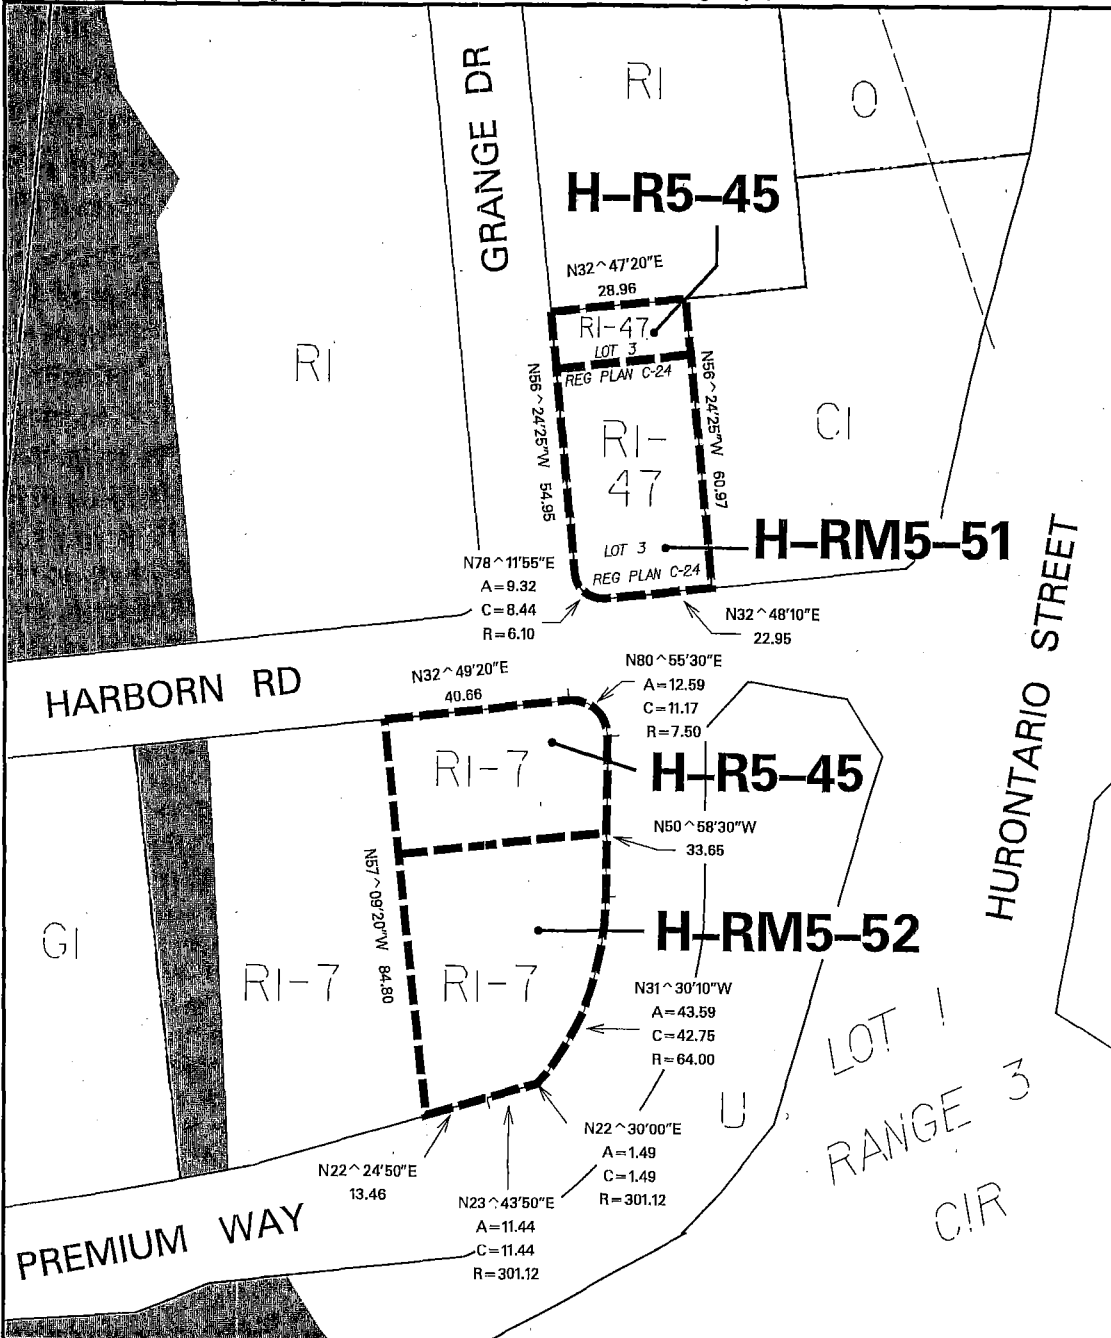 GRANGE DR
RI
O
H–R5–45
N32^47'20"E
28.96
RI-47
LOT 3
REG PLAN C-24
RI
N56^24'25"W 54.95
N56^24'25"W 60.97
RI-
47
CI
LOT 3
REG PLAN C-24
H–RM5–51
N78^11'55"E
A=9.32
C=8.44
R=6.10
N32^48'10"E
22.95
HURONTARIO STREET
HARBORN RD
N32^49'20"E
40.66
N80^55'30"E
A=12.59
C=11.17
R=7.50
RI-7
H–R5–45
N50^58'30"W
33.65
N57^09'20"W 84.80
GI
RI-7
RI-7
H–RM5–52
N31^30'10"W
A=43.59
C=42.75
R=64.00
LOT 1
RANGE 3
CIR
U
N22^30'00"E
A=1.49
C=1.49
R=301.12
N22^24'50"E
13.46
N23^43'50"E
A=11.44
C=11.44
R=301.12
PREMIUM WAY